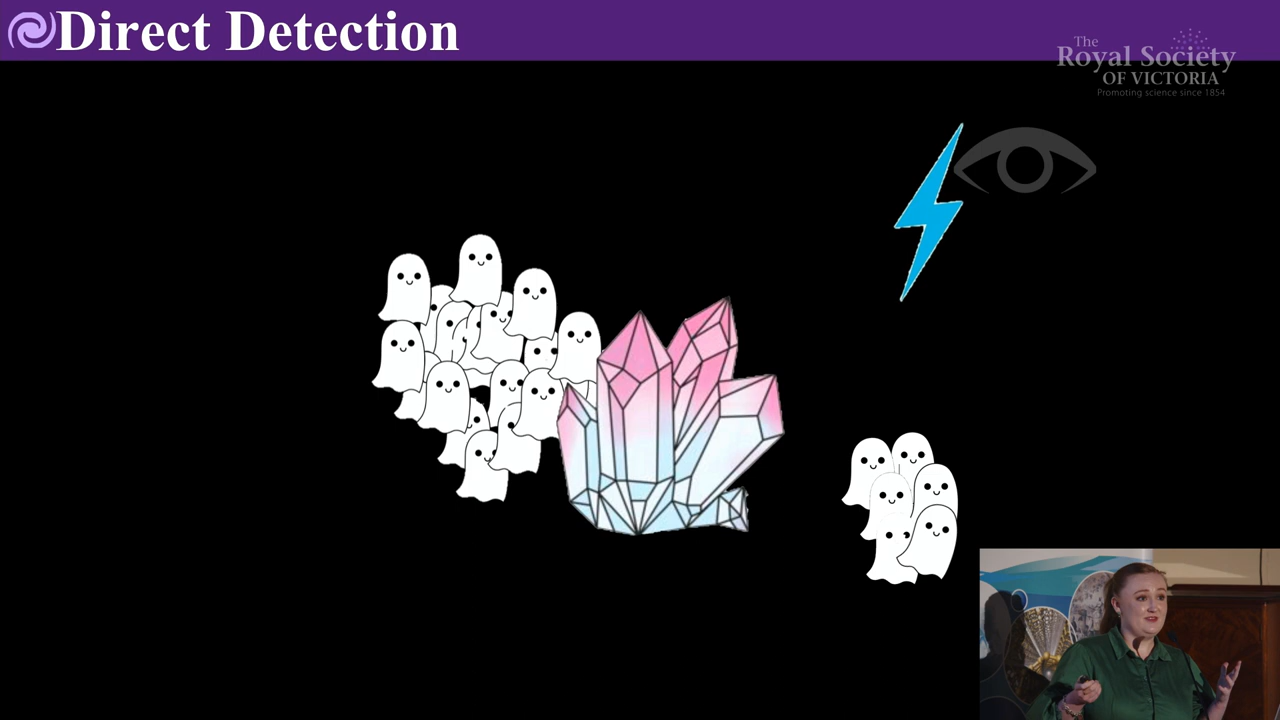 Direct Detection
The
Royal Society
OF VICTORIA
Promoting science since 1854